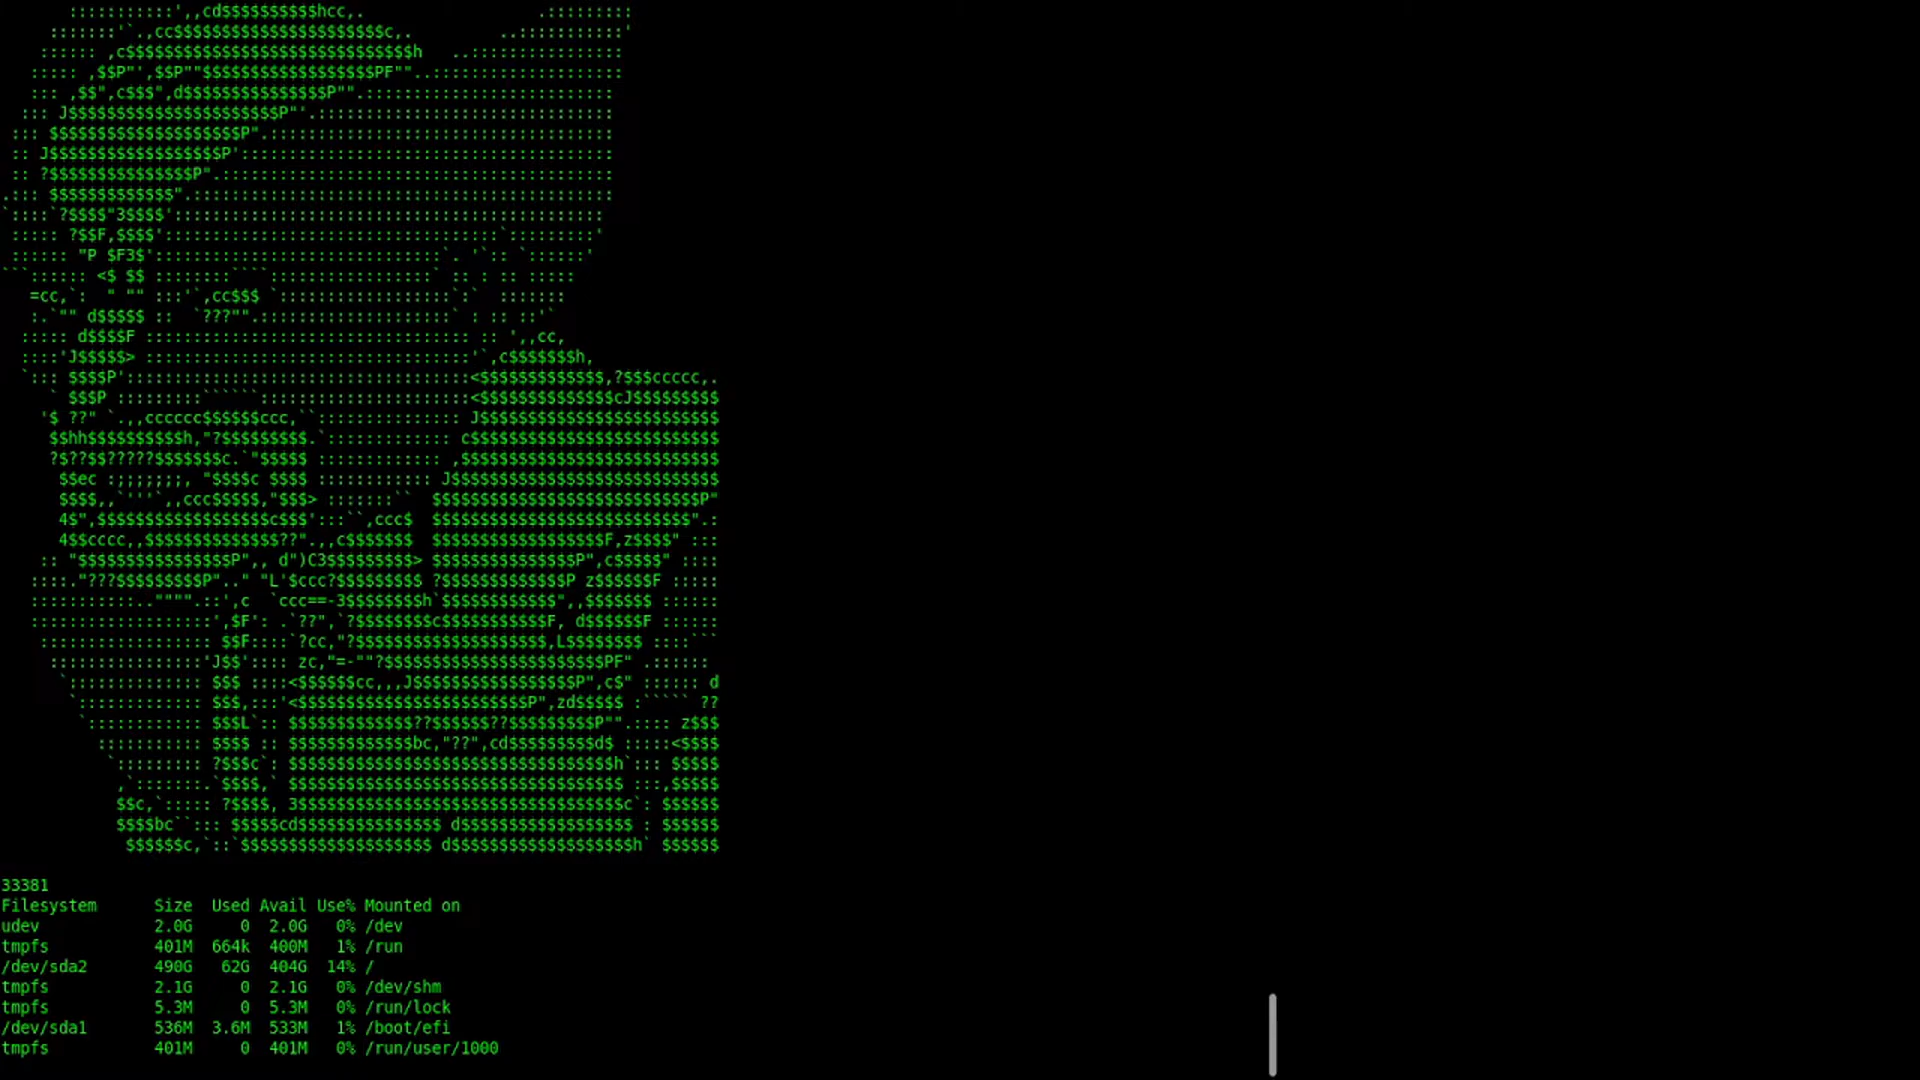 33381
Filesystem      Size  Used Avail Use% Mounted on
udev            2.0G     0  2.0G   0% /dev
tmpfs           401M  664k  400M   1% /run
/dev/sda2       490G   62G  404G  14% /
tmpfs           2.1G     0  2.1G   0% /dev/shm
tmpfs           5.3M     0  5.3M   0% /run/lock
/dev/sda1       536M  3.6M  533M   1% /boot/efi
tmpfs           401M     0  401M   0% /run/user/1000